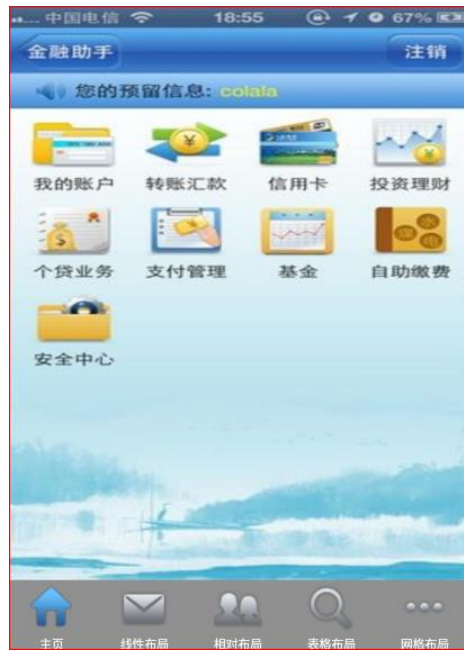 中国电信 18:55 67%
金融助手 注销
您的预留信息: colala
我的账户 转账汇款 信用卡 投资理财
个贷业务 支付管理 基金 自助缴费
安全中心
主页 线性布局 相对布局 表格布局 网格布局